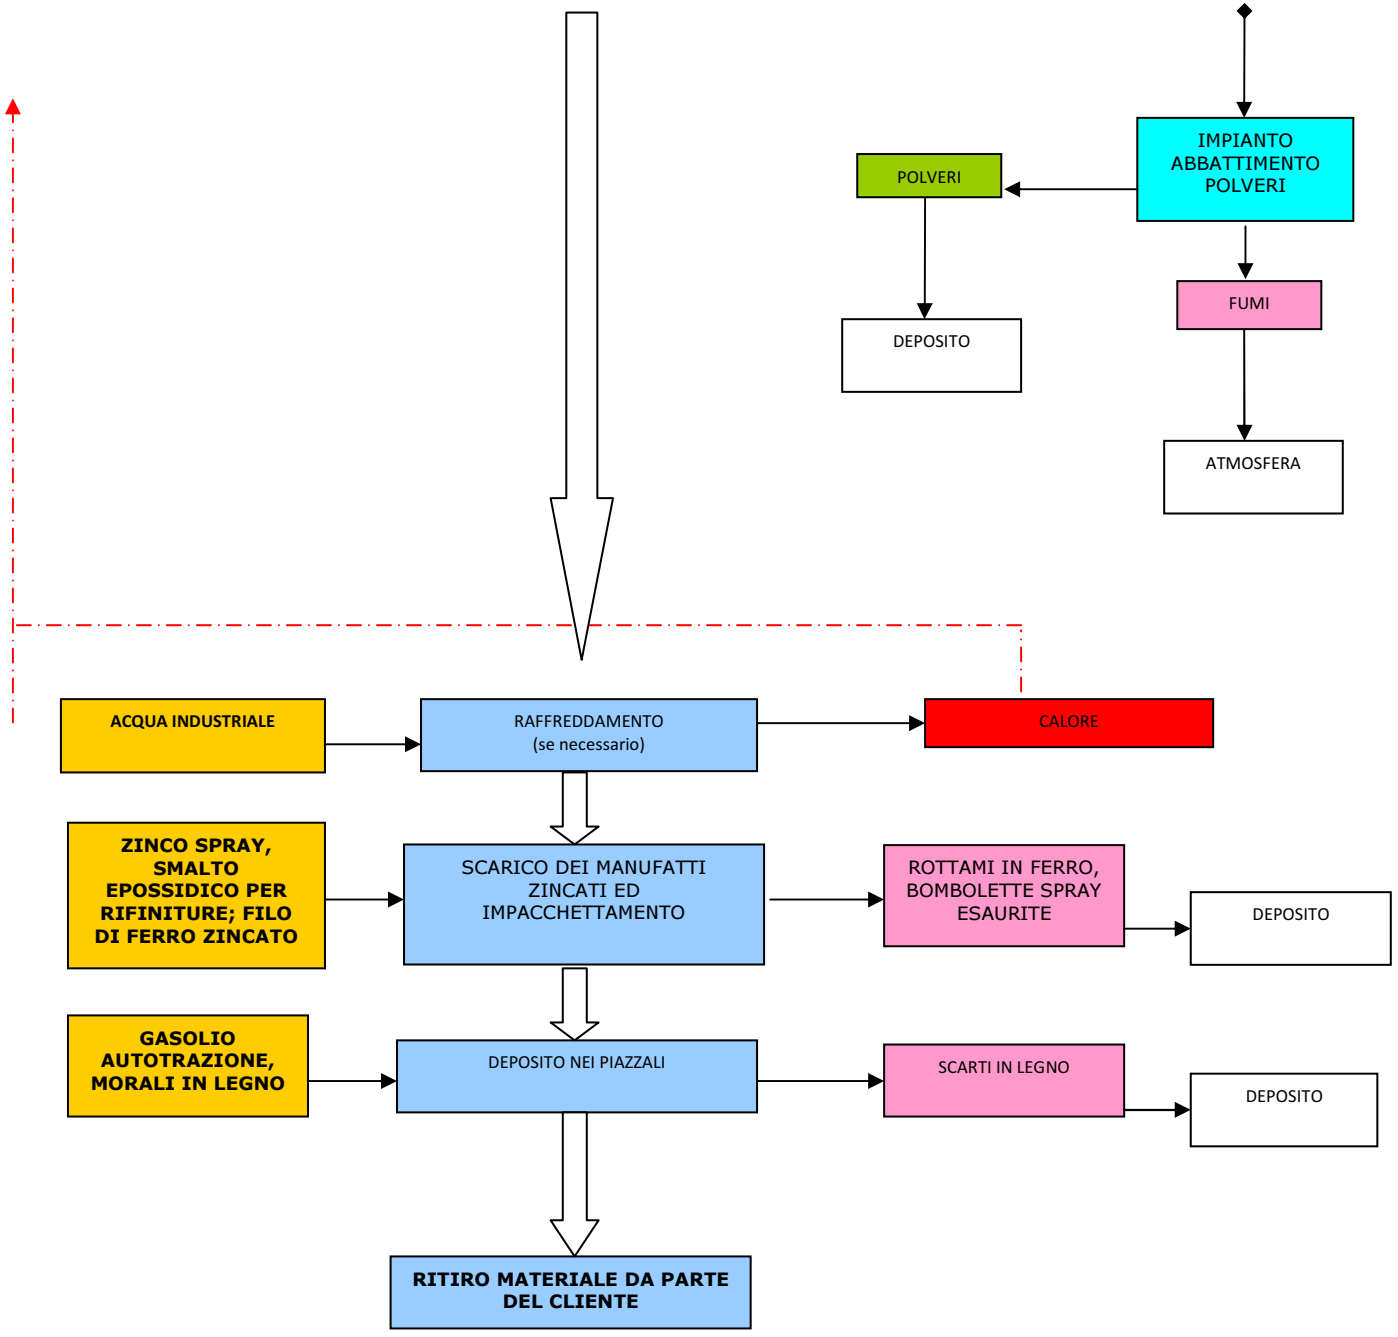 IMPIANTO
ABBATTIMENTO
POLVERI
POLVERI
FUMI
DEPOSITO
ATMOSFERA
ACQUA INDUSTRIALE
RAFFREDDAMENTO
(se necessario)
CALORE
ZINCO SPRAY,
SMALTO
EPOSSIDICO PER
RIFINITURE; FILO
DI FERRO ZINCATO
SCARICO DEI MANUFATTI
ZINCATI ED
IMPACCHETTAMENTO
ROTTAMI IN FERRO,
BOMBOLETTE SPRAY
ESAURITE
DEPOSITO
GASOLIO
AUTOTRAZIONE,
MORALI IN LEGNO
DEPOSITO NEI PIAZZALI
SCARTI IN LEGNO
DEPOSITO
RITIRO MATERIALE DA PARTE
DEL CLIENTE